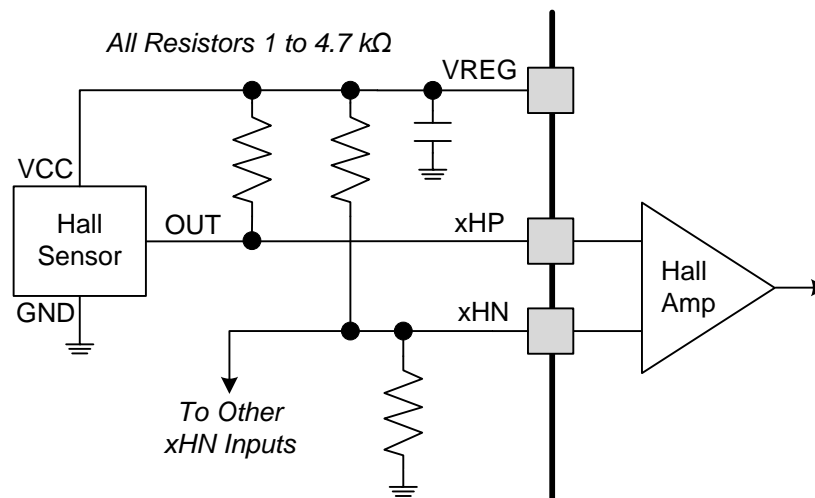 All Resistors 1 to 4.7 kΩ
VREG
VCC
Hall
Sensor
OUT
GND
xHP
xHN
Hall
Amp
To Other
xHN Inputs